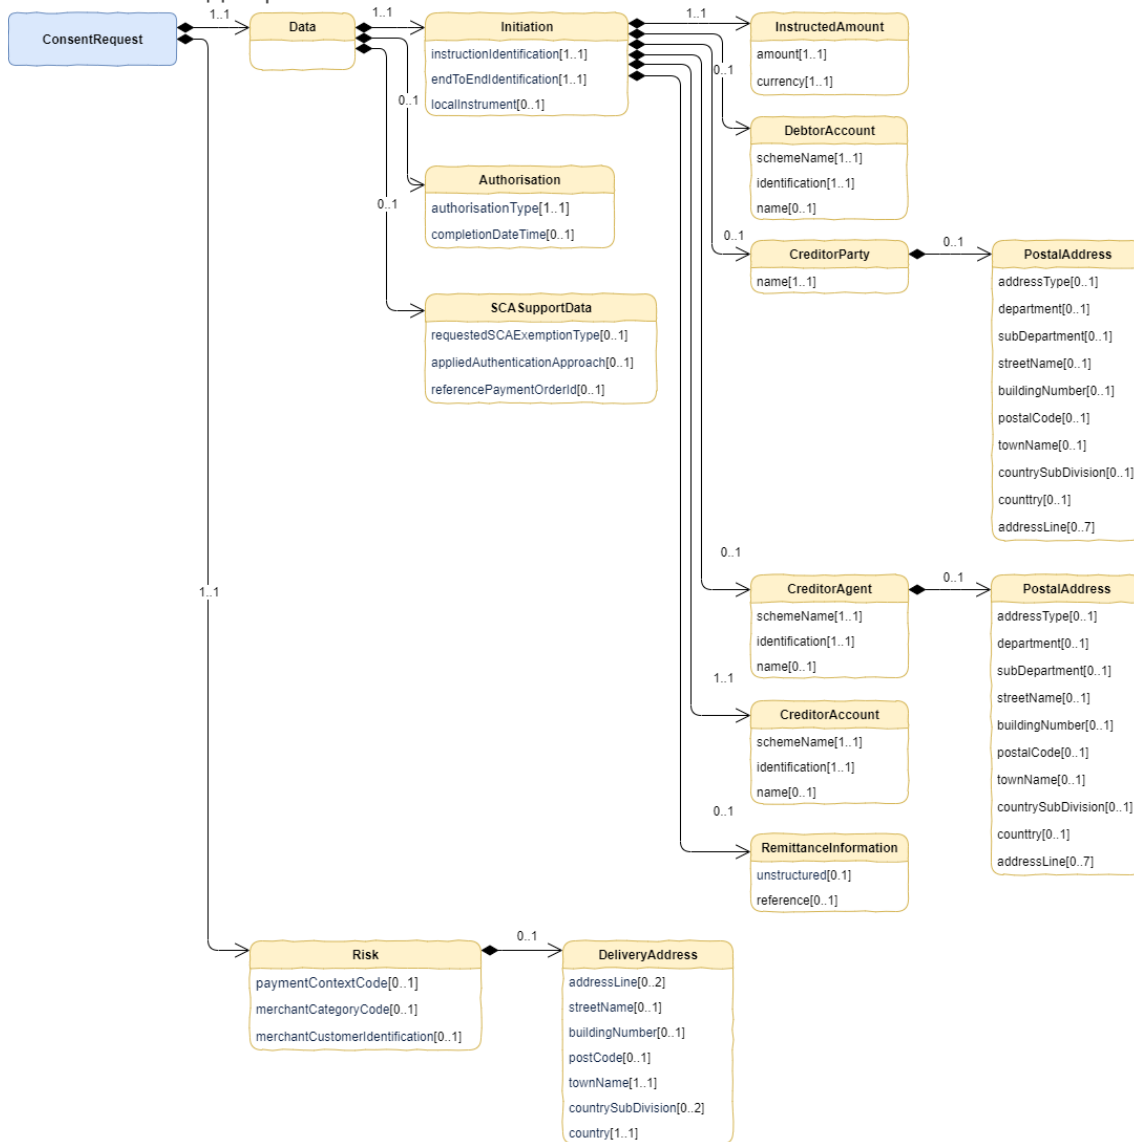 ConsentRequest
1..1
Data
1..1
Initiation
instructionIdentification[1..1]
endToEndIdentification[1..1]
localInstrument[0..1]
1..1
InstructedAmount
amount[1..1]
currency[1..1]
0..1
DebtorAccount
schemeName[1..1]
identification[1..1]
name[0..1]
0..1
Authorisation
authorisationType[1..1]
completionDateTime[0..1]
0..1
SCASupportData
requestedSCAExemptionType[0..1]
appliedAuthenticationApproach[0..1]
referencePaymentOrderId[0..1]
0..1
CreditorParty
name[1..1]
0..1
PostalAddress
addressType[0..1]
department[0..1]
subDepartment[0..1]
streetName[0..1]
buildingNumber[0..1]
postalCode[0..1]
townName[0..1]
countrySubDivision[0..1]
counttry[0..1]
addressLine[0..7]
0..1
CreditorAgent
schemeName[1..1]
identification[1..1]
name[0..1]
0..1
PostalAddress
addressType[0..1]
department[0..1]
subDepartment[0..1]
streetName[0..1]
buildingNumber[0..1]
postalCode[0..1]
townName[0..1]
countrySubDivision[0..1]
counttry[0..1]
addressLine[0..7]
1..1
CreditorAccount
schemeName[1..1]
identification[1..1]
name[0..1]
0..1
RemittanceInformation
unstructured[0.1]
reference[0..1]
1..1
Risk
paymentContextCode[0..1]
merchantCategoryCode[0..1]
merchantCustomerIdentification[0..1]
0..1
DeliveryAddress
addressLine[0..2]
streetName[0..1]
buildingNumber[0..1]
postCode[0..1]
townName[1..1]
countrySubDivision[0..2]
country[1..1]